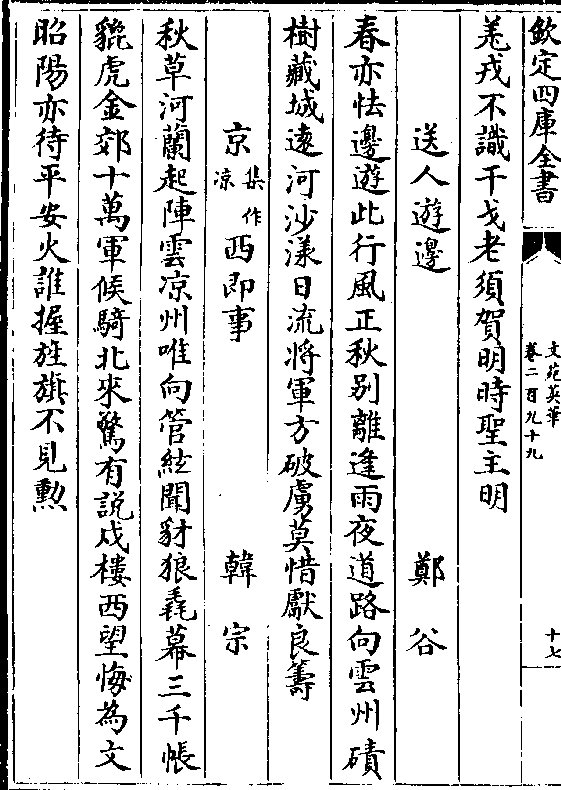 欽定四庫全書
文苑英華
卷二百九十九
十七
羌戎不識干戈老須賀明時聖主明
送人遊邊　鄭谷
春亦怯邊遊此行風正秋别離逢雨夜道路向雲州磧
樹藏城逺河沙漾日流将軍方破虜莫惜獻良籌
京集作凉西即事　韓宗
秋草河蘭起陣雲凉州唯向管絃聞豺狼毳幕三千帳
貔虎金郊十萬軍候騎北來驚有説戍樓西望悔為文
昭陽亦待平安火誰握旌旗不見勲